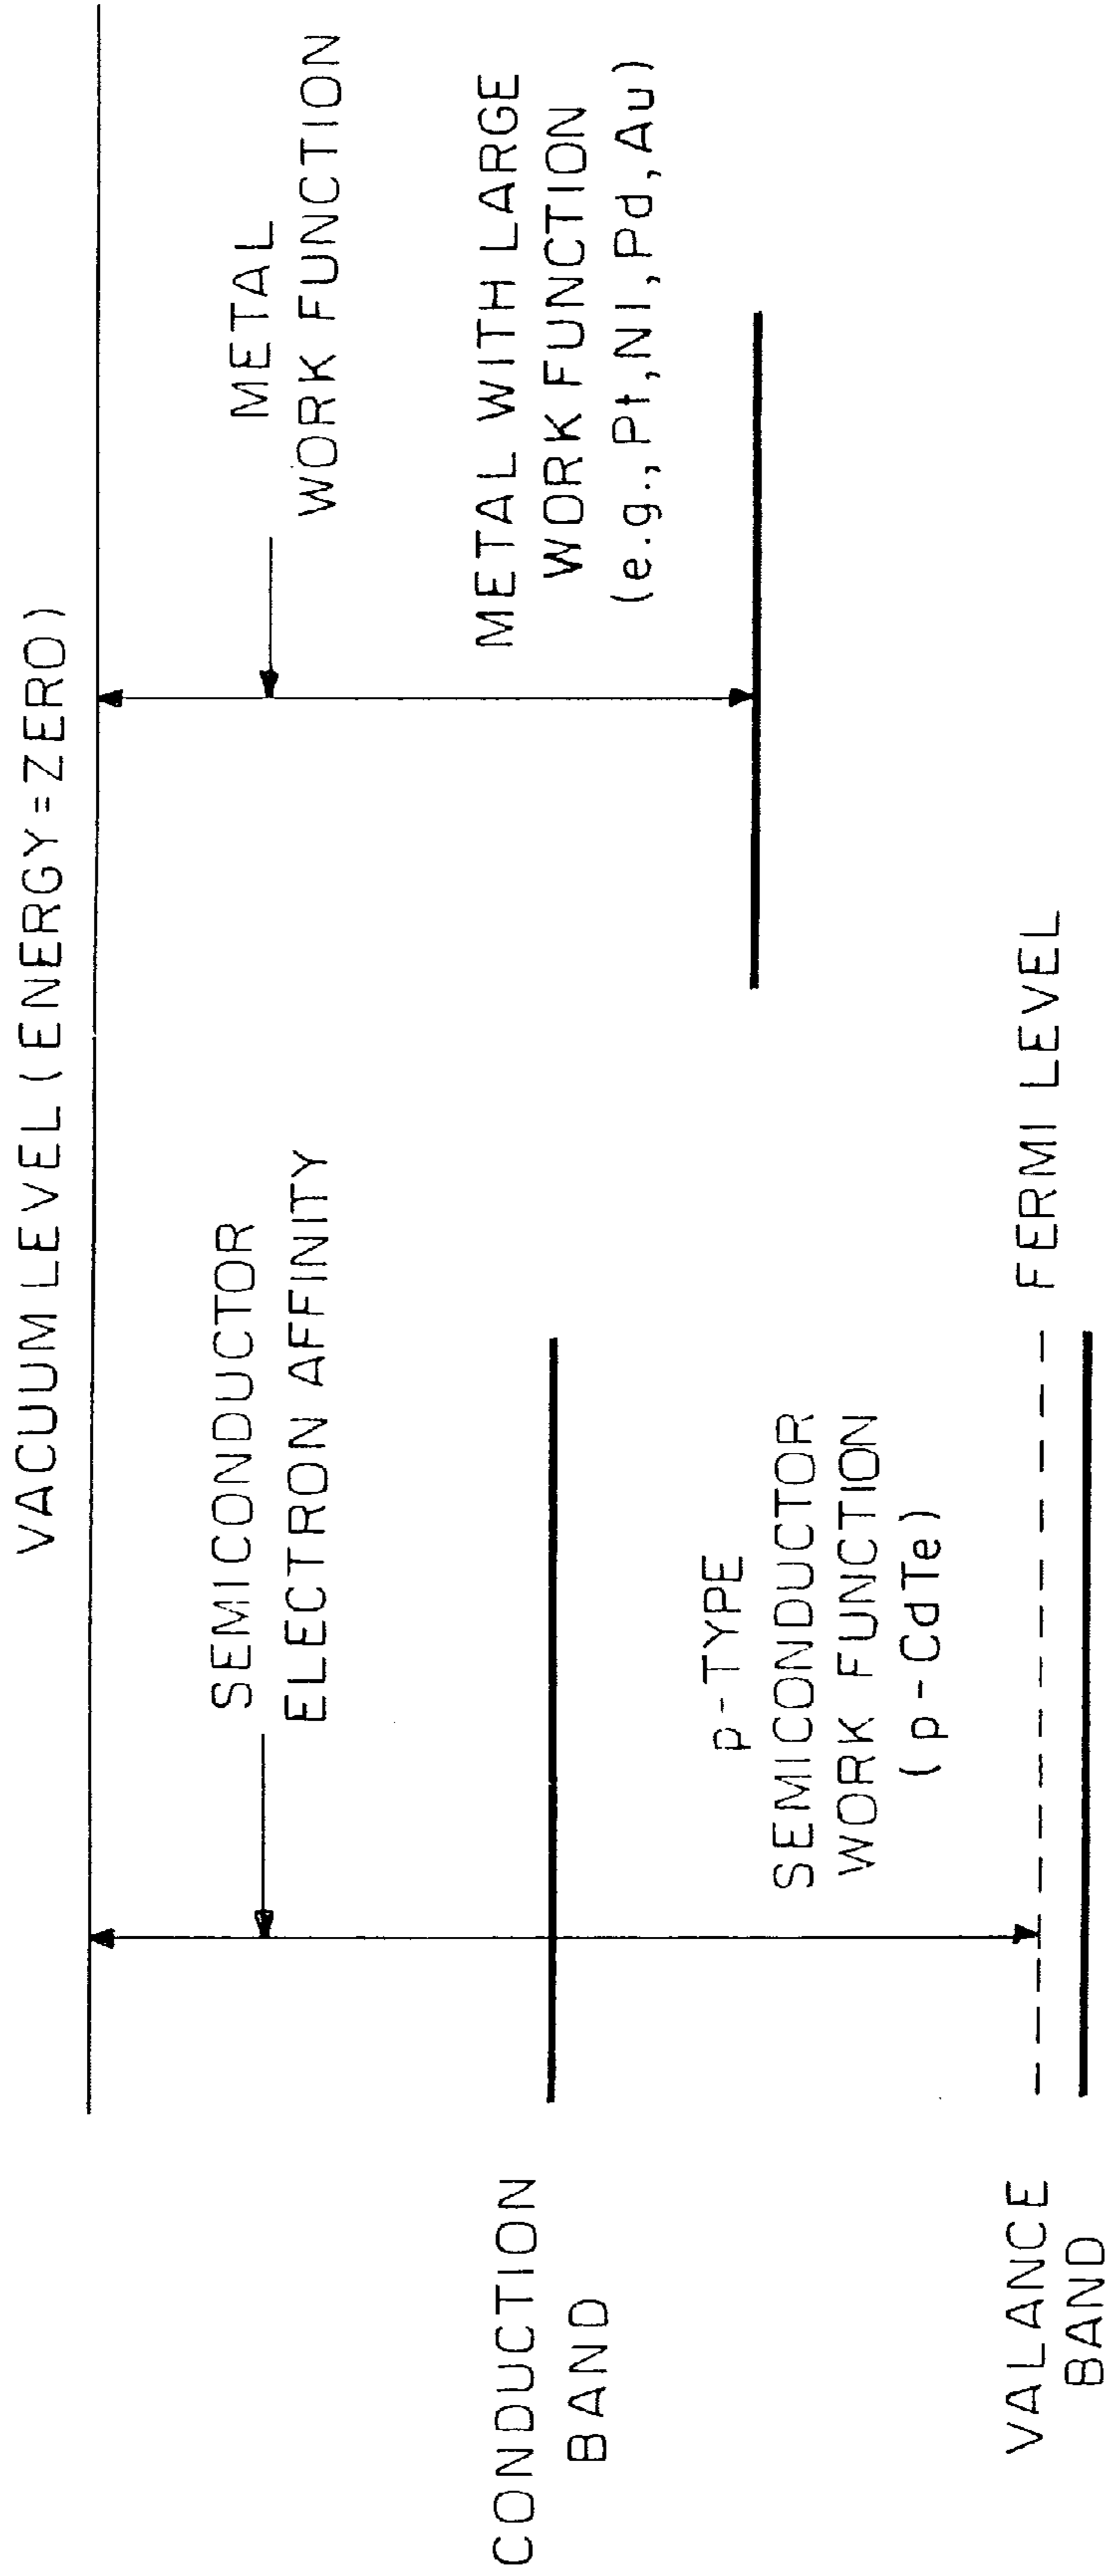 VACUUM LEVEL (ENERGY=ZERO)
SEMICONDUCTOR
ELECTRON AFFINITY
METAL
WORK FUNCTION
CONDUCTION
BAND
METAL WITH LARGE
WORK FUNCTION
(e.g., Pt, NI, Pd, Au)
p-TYPE
SEMICONDUCTOR
WORK FUNCTION
(p-CdTe)
VALANCE
BAND
FERMI LEVEL